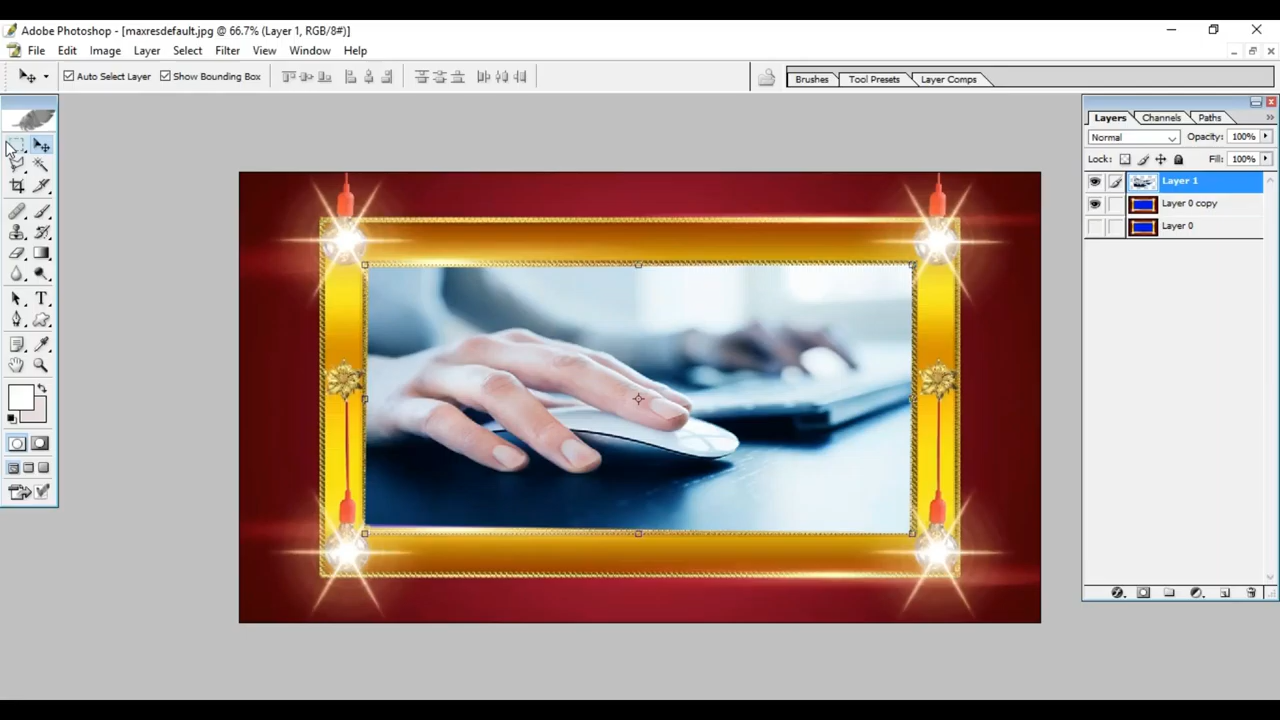 Adobe Photoshop - [maxresdefault.jpg @ 66.7% (Layer 1, RGB/8#)]
File Edit Image Layer Select Filter View Window Help
Auto Select Layer Show Bounding Box Brushes Tool Presets Layer Comps
Layers Channels Paths
Normal Opacity: 100%
Lock: Fill: 100%
Layer 1
Layer 0 copy
Layer 0